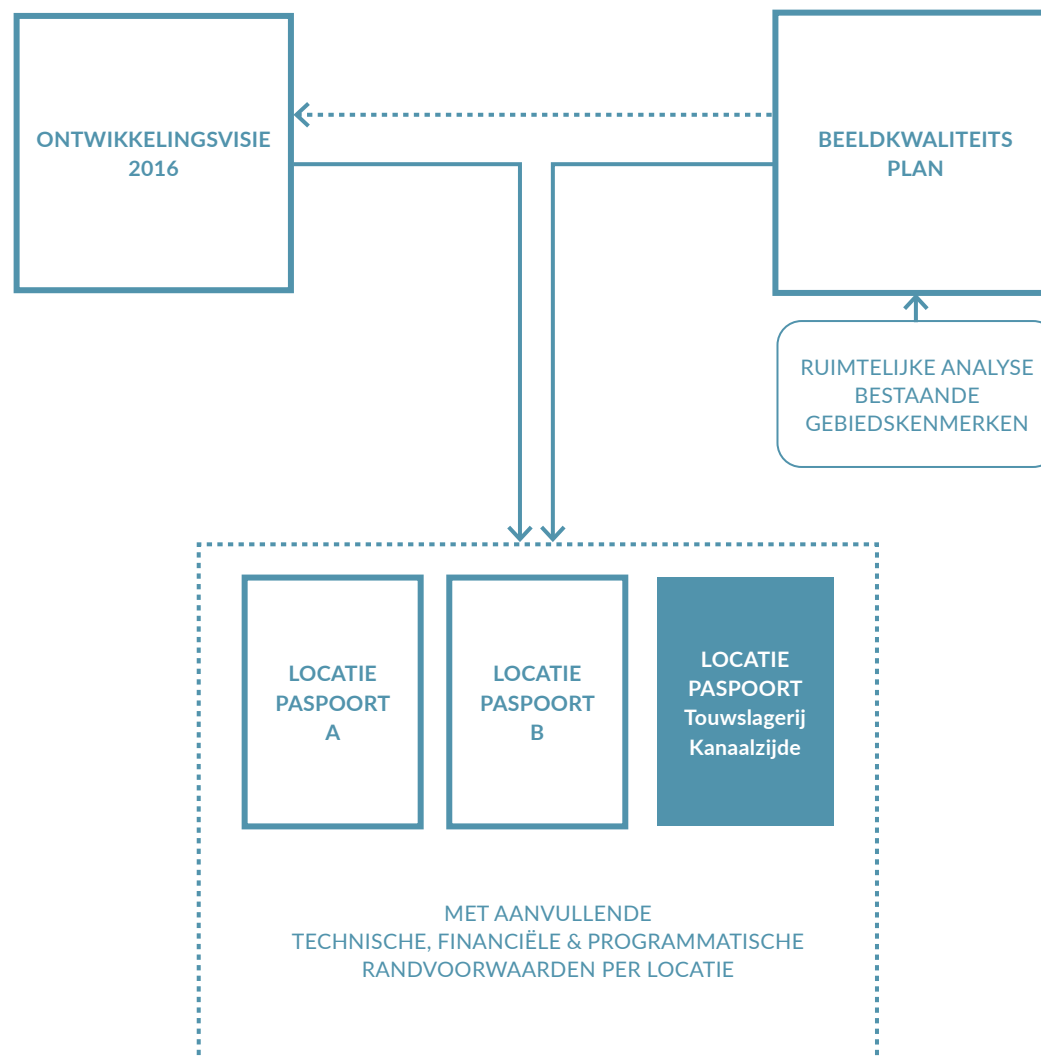 ONTWIKKELINGSVISIE
2016
BEELDKWALITEITS
PLAN
RUIMTELIJKE ANALYSE
BESTAANDE
GEBIEDSKENMERKEN
LOCATIE
PASPOORT
A
LOCATIE
PASPOORT
B
LOCATIE
PASPOORT
Touwslagerij
Kanaalzijde
MET AANVULLENDE
TECHNISCHE, FINANCIËLE & PROGRAMMATISCHE
RANDVOORWAARDEN PER LOCATIE